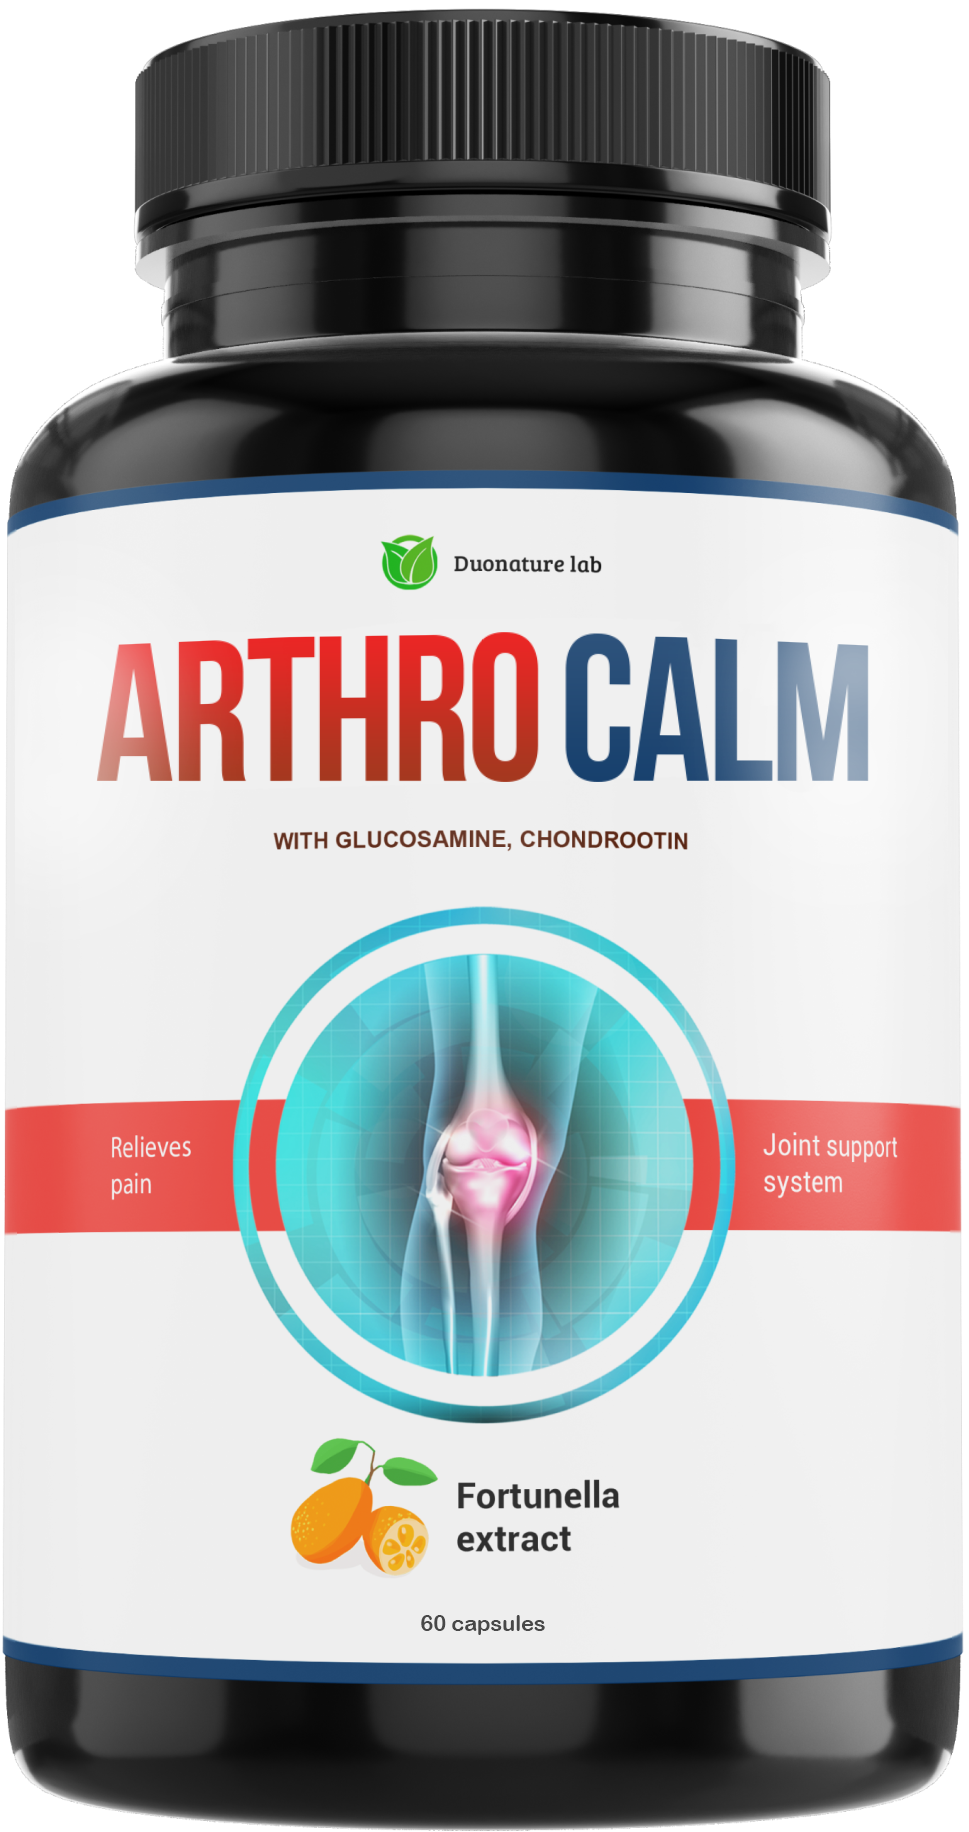 Duonature lab
ARTHRO CALM
WITH GLUCOSAMINE, CHONDROOTIN
Relieves
pain
Joint support
system
Fortunella
extract
60 capsules